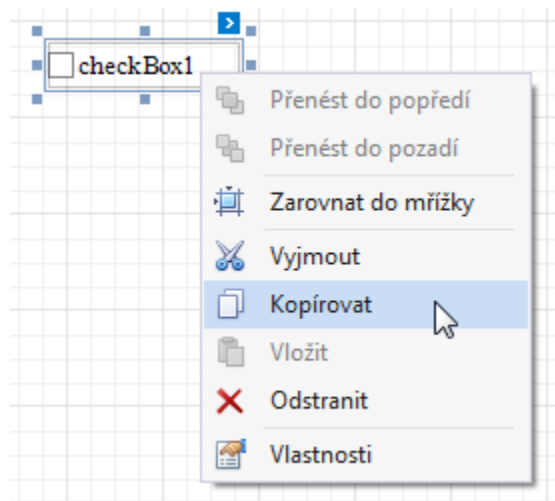 checkBox1
Přenést do popředí
Přenést do pozadí
Zarovnat do mřížky
Vyjmout
Kopírovat
Vložit
Odstranit
Vlastnosti